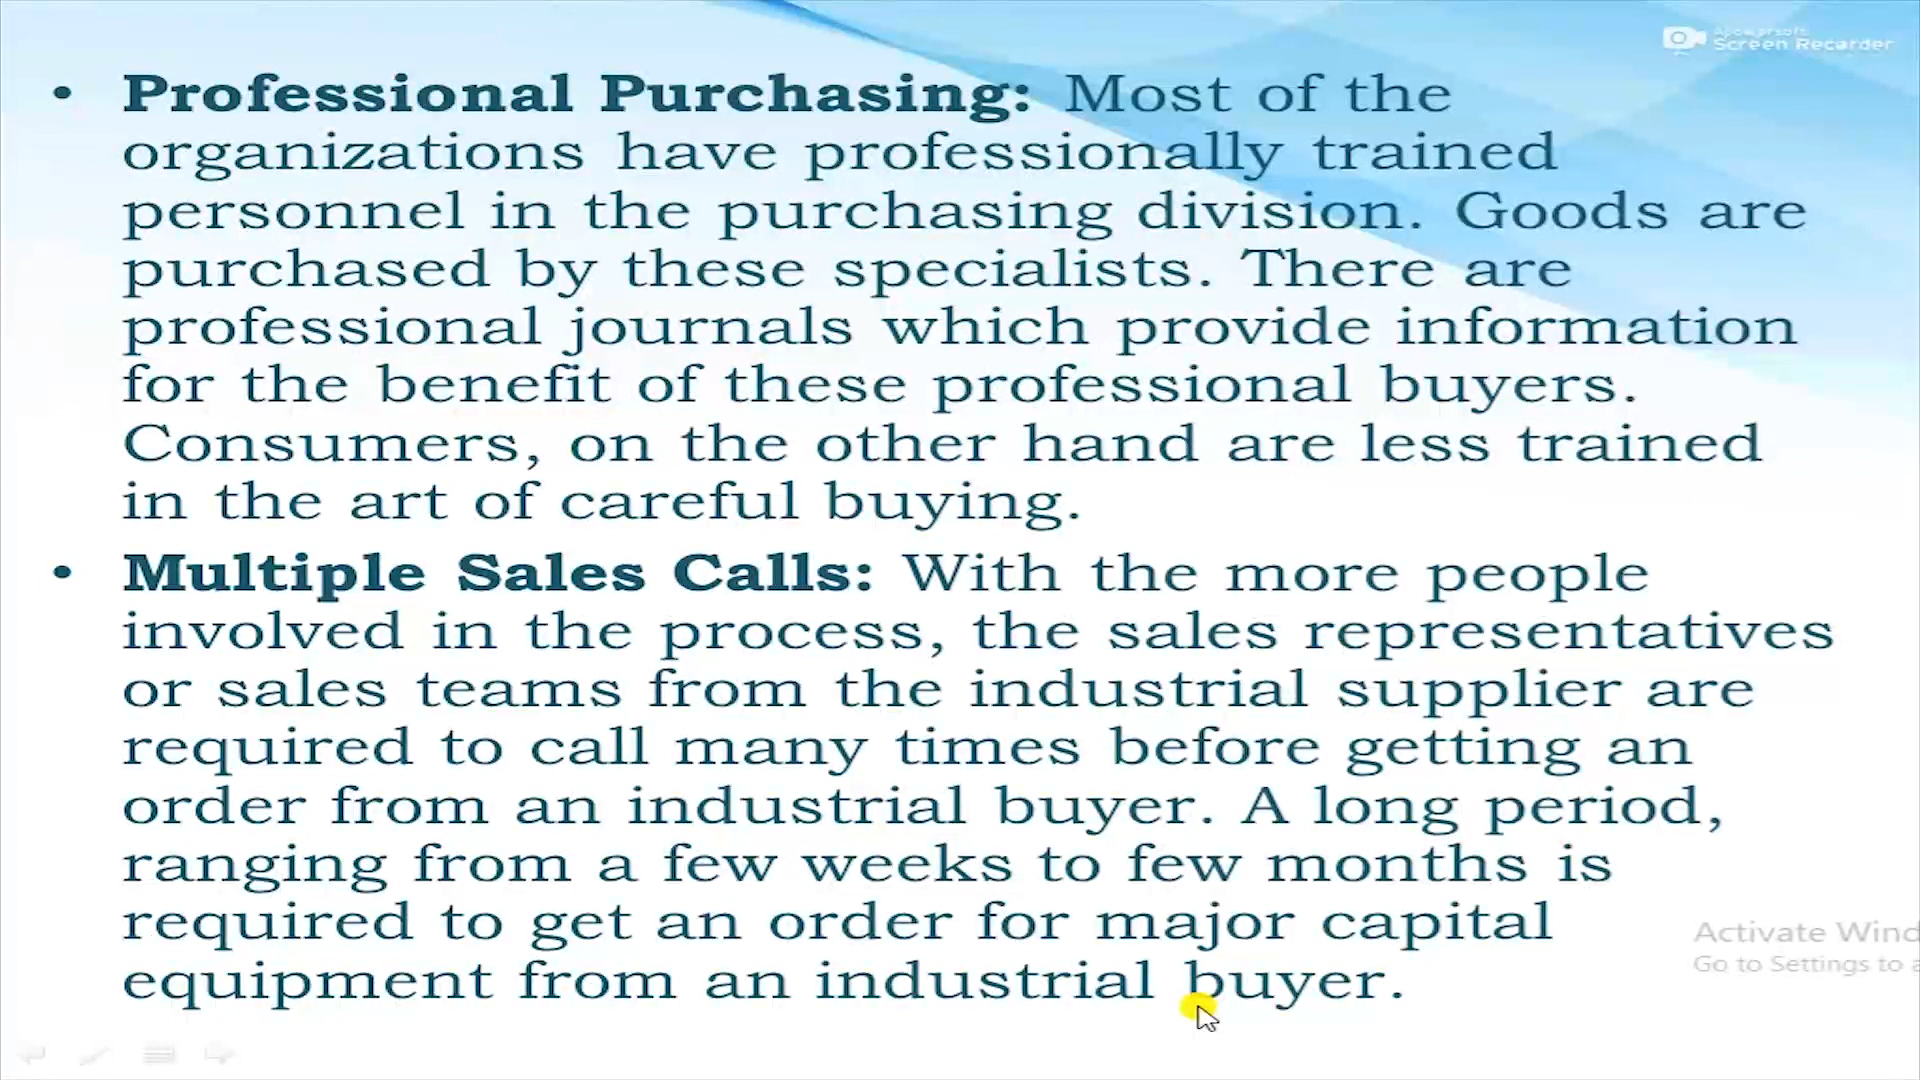 Apowersoft
Screen Recorder
• Professional Purchasing: Most of the
organizations have professionally trained
personnel in the purchasing division. Goods are
purchased by these specialists. There are
professional journals which provide information
for the benefit of these professional buyers.
Consumers, on the other hand are less trained
in the art of careful buying.
• Multiple Sales Calls: With the more people
involved in the process, the sales representatives
or sales teams from the industrial supplier are
required to call many times before getting an
order from an industrial buyer. A long period,
ranging from a few weeks to few months is
required to get an order for major capital
equipment from an industrial buyer.
Activate Wind
Go to Settings to a